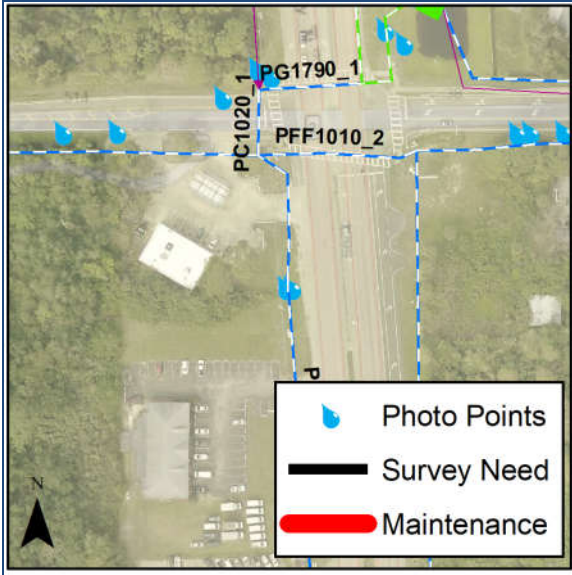 PG1790_1
PC1020_1
PFF1010_2
P
Photo Points
Survey Need
Maintenance
N